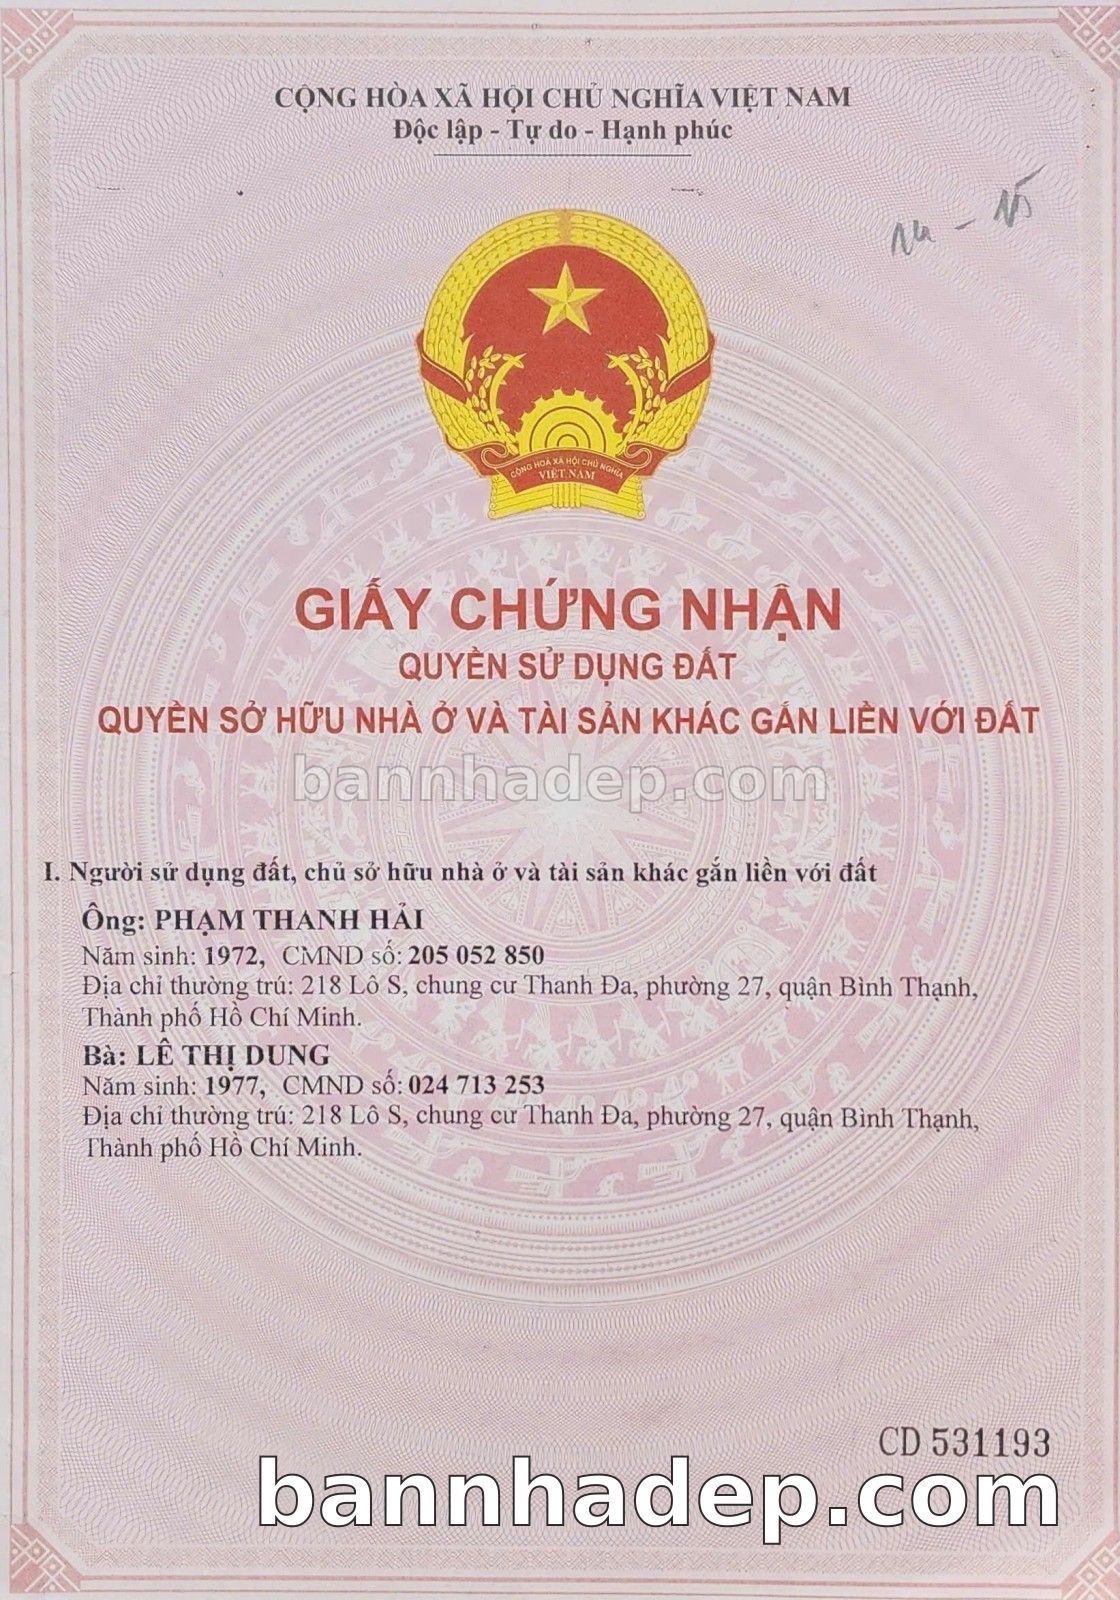 CỘNG HÒA XÃ HỘI CHỦ NGHĨA VIỆT NAM
Độc lập - Tự do - Hạnh phúc
CỘNG HOÀ XÃ HỘI CHỦ NGHĨA
VIỆT NAM
GIẤY CHỨNG NHẬN
QUYỀN SỬ DỤNG ĐẤT
QUYỀN SỞ HỮU NHÀ Ở VÀ TÀI SẢN KHÁC GẮN LIỀN VỚI ĐẤT
bannhadep.com
I. Người sử dụng đất, chủ sở hữu nhà ở và tài sản khác gắn liền với đất
Ông: PHẠM THANH HẢI
Năm sinh: 1972, CMND số: 205 052 850
Địa chỉ thường trú: 218 Lô S, chung cư Thanh Đa, phường 27, quận Bình Thạnh,
Thành phố Hồ Chí Minh.
Bà: LÊ THỊ DUNG
Năm sinh: 1977, CMND số: 024 713 253
Địa chỉ thường trú: 218 Lô S, chung cư Thanh Đa, phường 27, quận Bình Thạnh,
Thành phố Hồ Chí Minh.
CD 531193
bannhadep.com